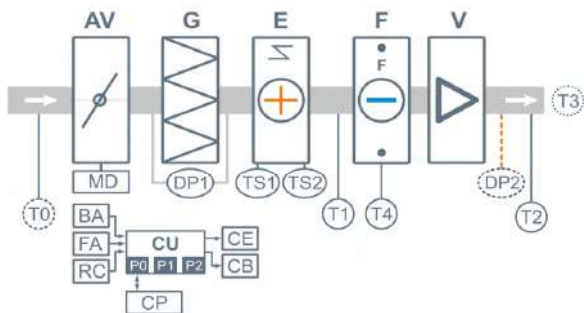 AV G E F V
F
T3
MD DP1 TS1 TS2 DP2
T0 T1 T4 T2
BA
FA CU CE
RC P0 P1 P2 CB
CP